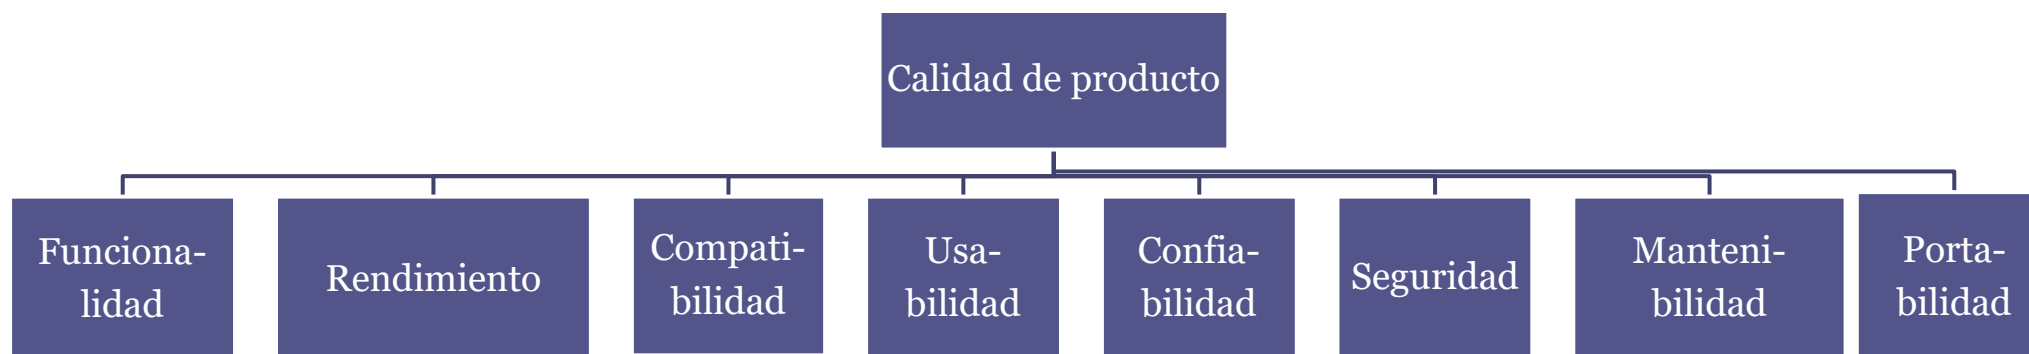 Calidad de producto
Funciona-
lidad
Rendimiento
Compati-
bilidad
Usa-
bilidad
Confia-
bilidad
Seguridad
Manteni-
bilidad
Porta-
bilidad